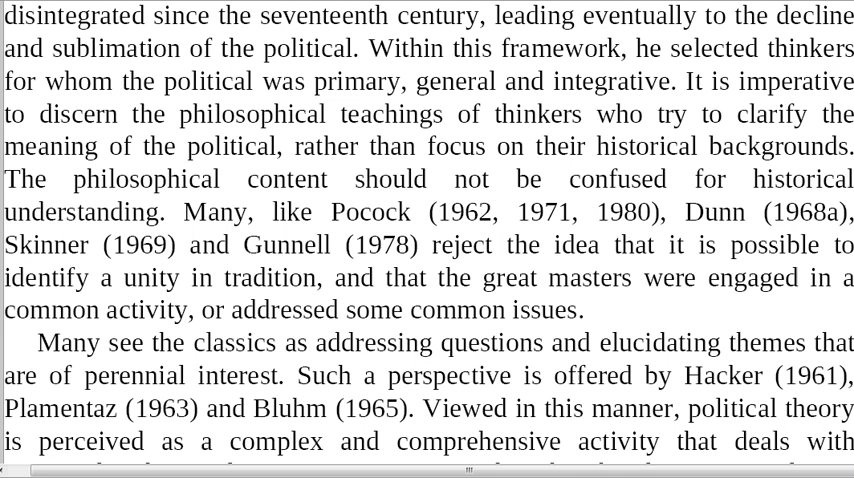 disintegrated since the seventeenth century, leading eventually to the decline
and sublimation of the political. Within this framework, he selected thinkers
for whom the political was primary, general and integrative. It is imperative
to discern the philosophical teachings of thinkers who try to clarify the
meaning of the political, rather than focus on their historical backgrounds.
The philosophical content should not be confused for historical
understanding. Many, like Pocock (1962, 1971, 1980), Dunn (1968a),
Skinner (1969) and Gunnell (1978) reject the idea that it is possible to
identify a unity in tradition, and that the great masters were engaged in a
common activity, or addressed some common issues.
Many see the classics as addressing questions and elucidating themes that
are of perennial interest. Such a perspective is offered by Hacker (1961),
Plamentaz (1963) and Bluhm (1965). Viewed in this manner, political theory
is perceived as a complex and comprehensive activity that deals with